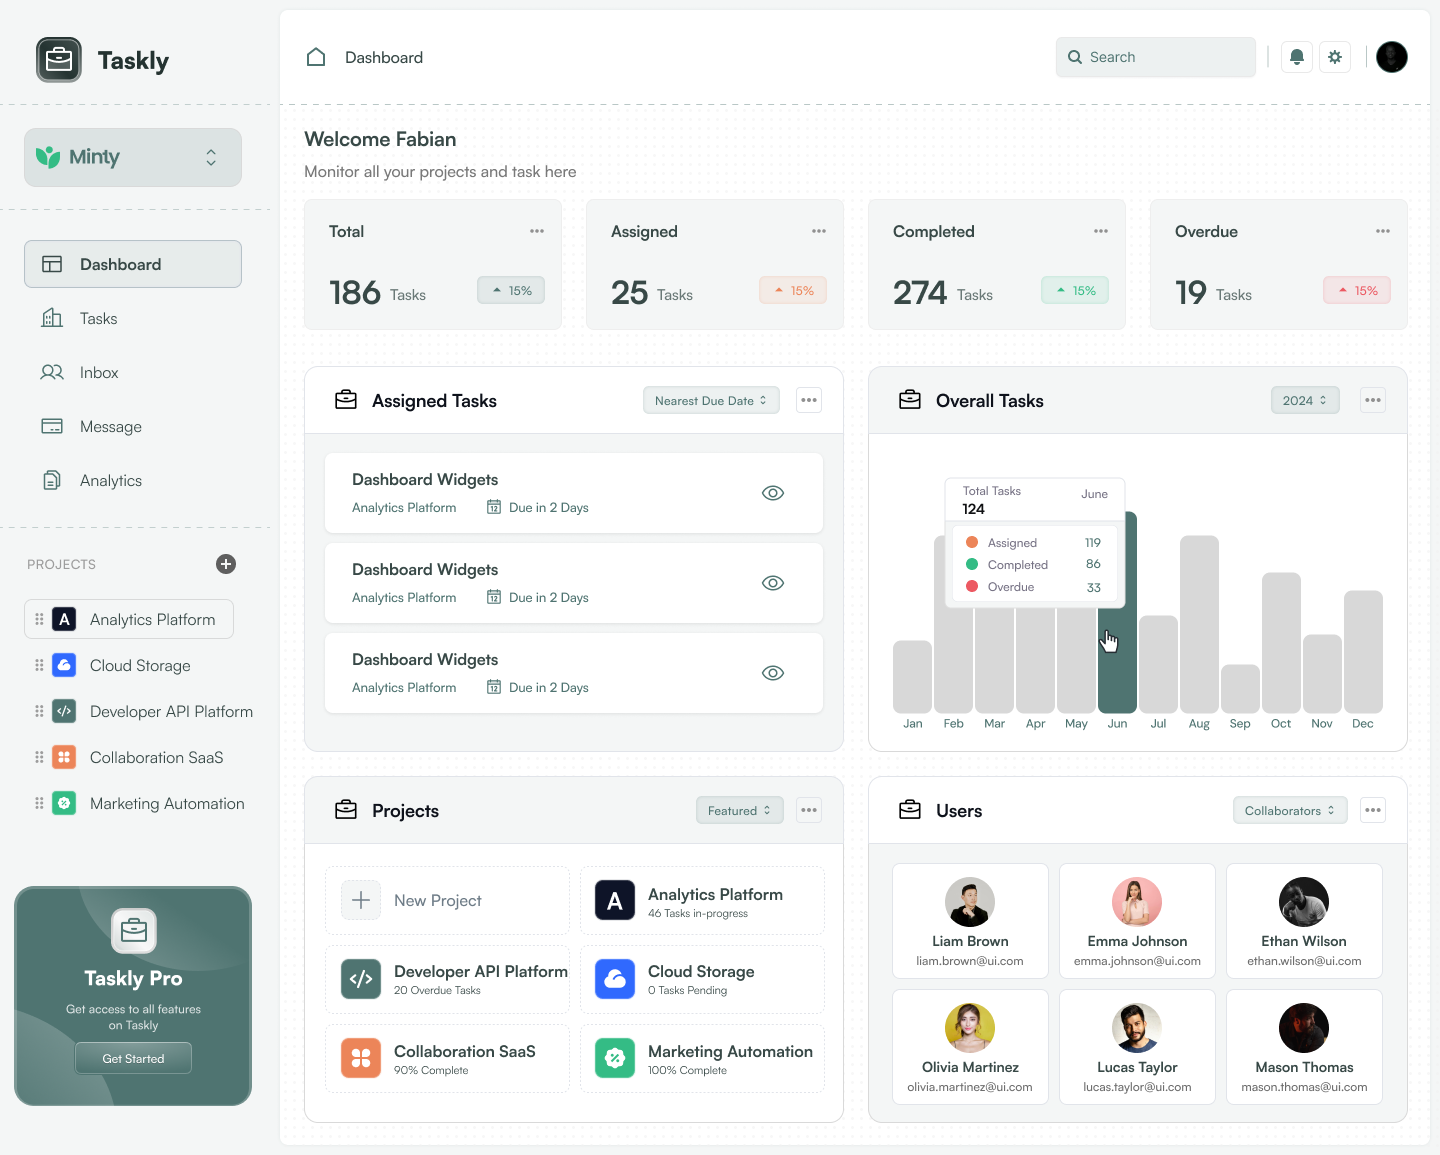 Taskly
Minty
Dashboard
Tasks
Inbox
Message
Analytics
PROJECTS
A Analytics Platform
Cloud Storage
</> Developer API Platform
Collaboration SaaS
Marketing Automation
Taskly Pro
Get access to all features
on Taskly
Get Started
Dashboard
Search
Welcome Fabian
Monitor all your projects and task here
Total
186 Tasks
15%
Assigned
25 Tasks
15%
Completed
274 Tasks
15%
Overdue
19 Tasks
15%
Assigned Tasks
Nearest Due Date
Dashboard Widgets
Analytics Platform
12 Due in 2 Days
Dashboard Widgets
Analytics Platform
12 Due in 2 Days
Dashboard Widgets
Analytics Platform
12 Due in 2 Days
Overall Tasks
2024
Total Tasks
June
124
Assigned 119
Completed 86
Overdue 33
Jan Feb Mar Apr May Jun Jul Aug Sep Oct Nov Dec
Projects
Featured
New Project
A
Analytics Platform
46 Tasks in-progress
</>
Developer API Platform
20 Overdue Tasks
Cloud Storage
0 Tasks Pending
Collaboration SaaS
90% Complete
Marketing Automation
100% Complete
Users
Collaborators
Liam Brown
liam.brown@ui.com
Emma Johnson
emma.johnson@ui.com
Ethan Wilson
ethan.wilson@ui.com
Olivia Martinez
olivia.martinez@ui.com
Lucas Taylor
lucas.taylor@ui.com
Mason Thomas
mason.thomas@ui.com